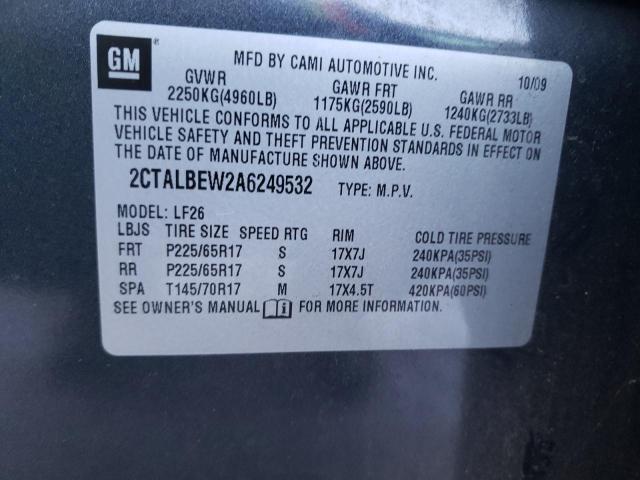 GM
MFD BY CAMI AUTOMOTIVE INC. 10/09
GVWR GAWR FRT GAWR RR
2250KG(4960LB) 1175KG(2590LB) 1240KG(2733LB)
THIS VEHICLE CONFORMS TO ALL APPLICABLE U.S. FEDERAL MOTOR
VEHICLE SAFETY AND THEFT PREVENTION STANDARDS IN EFFECT ON
THE DATE OF MANUFACTURE SHOWN ABOVE.
2CTALBEW2A6249532 TYPE: M.P.V.
MODEL: LF26
LBJS TIRE SIZE SPEED RTG RIM COLD TIRE PRESSURE
FRT P225/65R17 S 17X7J 240KPA(35PSI)
RR P225/65R17 S 17X7J 240KPA(35PSI)
SPA T145/70R17 M 17X4.5T 420KPA(60PSI)
SEE OWNER'S MANUAL FOR MORE INFORMATION.